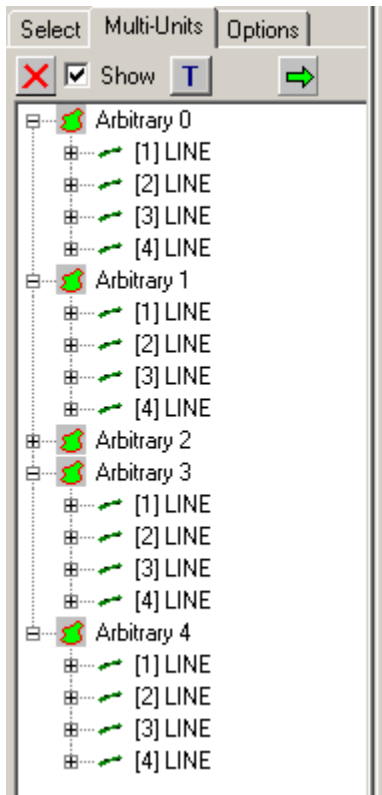 Select Multi-Units Options
Show T
Arbitrary 0
[1] LINE
[2] LINE
[3] LINE
[4] LINE
Arbitrary 1
[1] LINE
[2] LINE
[3] LINE
[4] LINE
Arbitrary 2
Arbitrary 3
[1] LINE
[2] LINE
[3] LINE
[4] LINE
Arbitrary 4
[1] LINE
[2] LINE
[3] LINE
[4] LINE